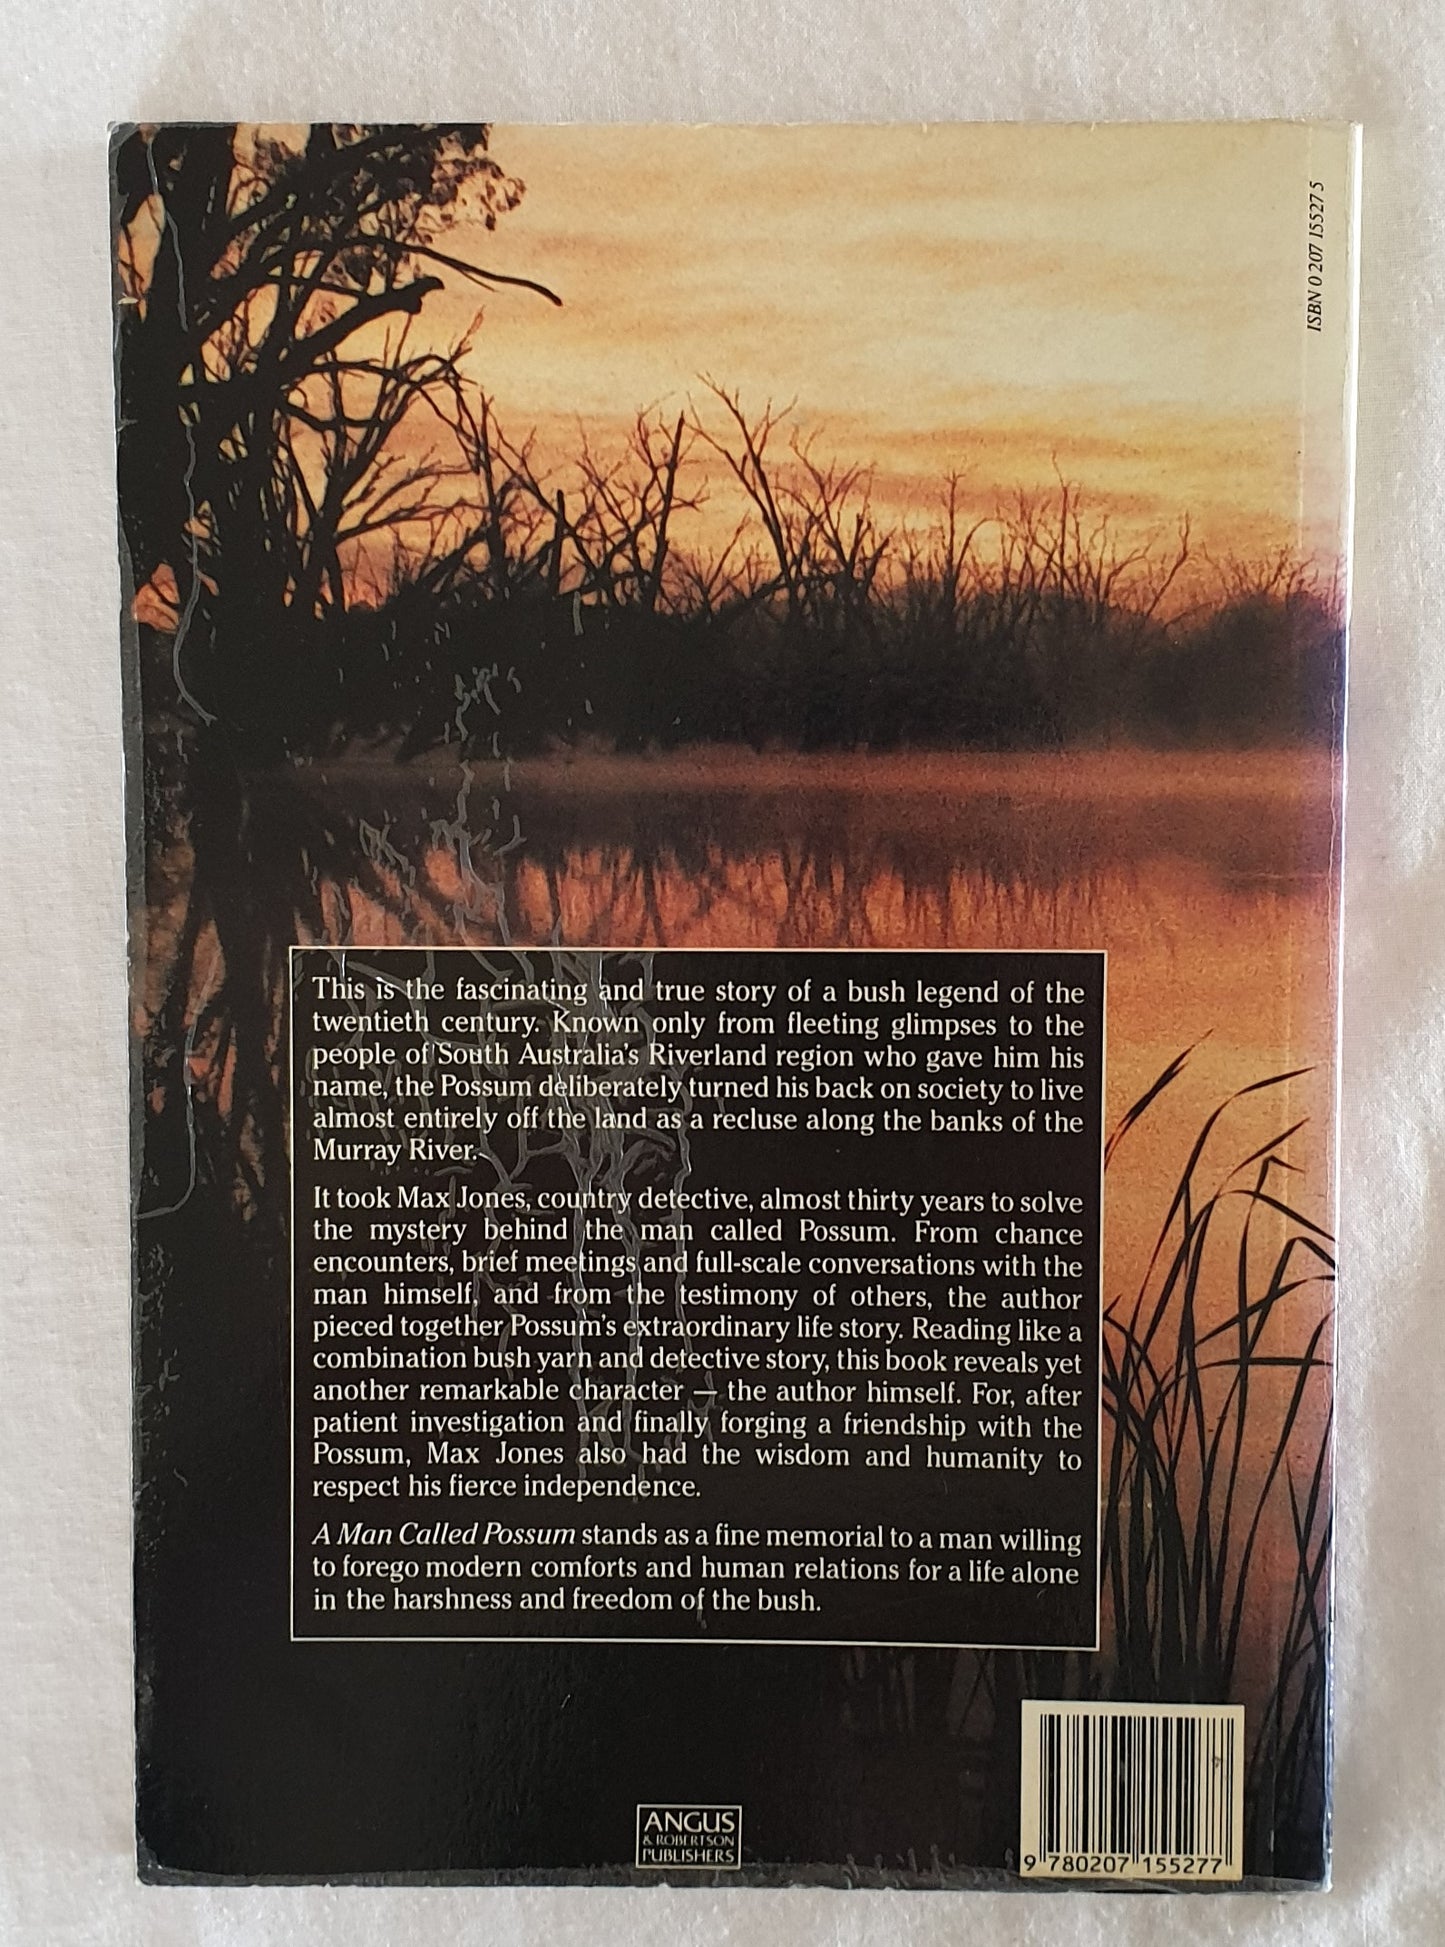 ISBN 0 207 15527 5
This is the fascinating and true story of a bush legend of the
twentieth century. Known only from fleeting glimpses to the
people of South Australia's Riverland region who gave him his
name, the Possum deliberately turned his back on society to live
almost entirely off the land as a recluse along the banks of the
Murray River.
It took Max Jones, country detective, almost thirty years to solve
the mystery behind the man called Possum. From chance
encounters, brief meetings and full-scale conversations with the
man himself, and from the testimony of others, the author
pieced together Possum's extraordinary life story. Reading like a
combination bush yarn and detective story, this book reveals yet
another remarkable character — the author himself. For, after
patient investigation and finally forging a friendship with the
Possum, Max Jones also had the wisdom and humanity to
respect his fierce independence.
A Man Called Possum stands as a fine memorial to a man willing
to forego modern comforts and human relations for a life alone
in the harshness and freedom of the bush.
ANGUS
& ROBERTSON
PUBLISHERS
9 780207 155277